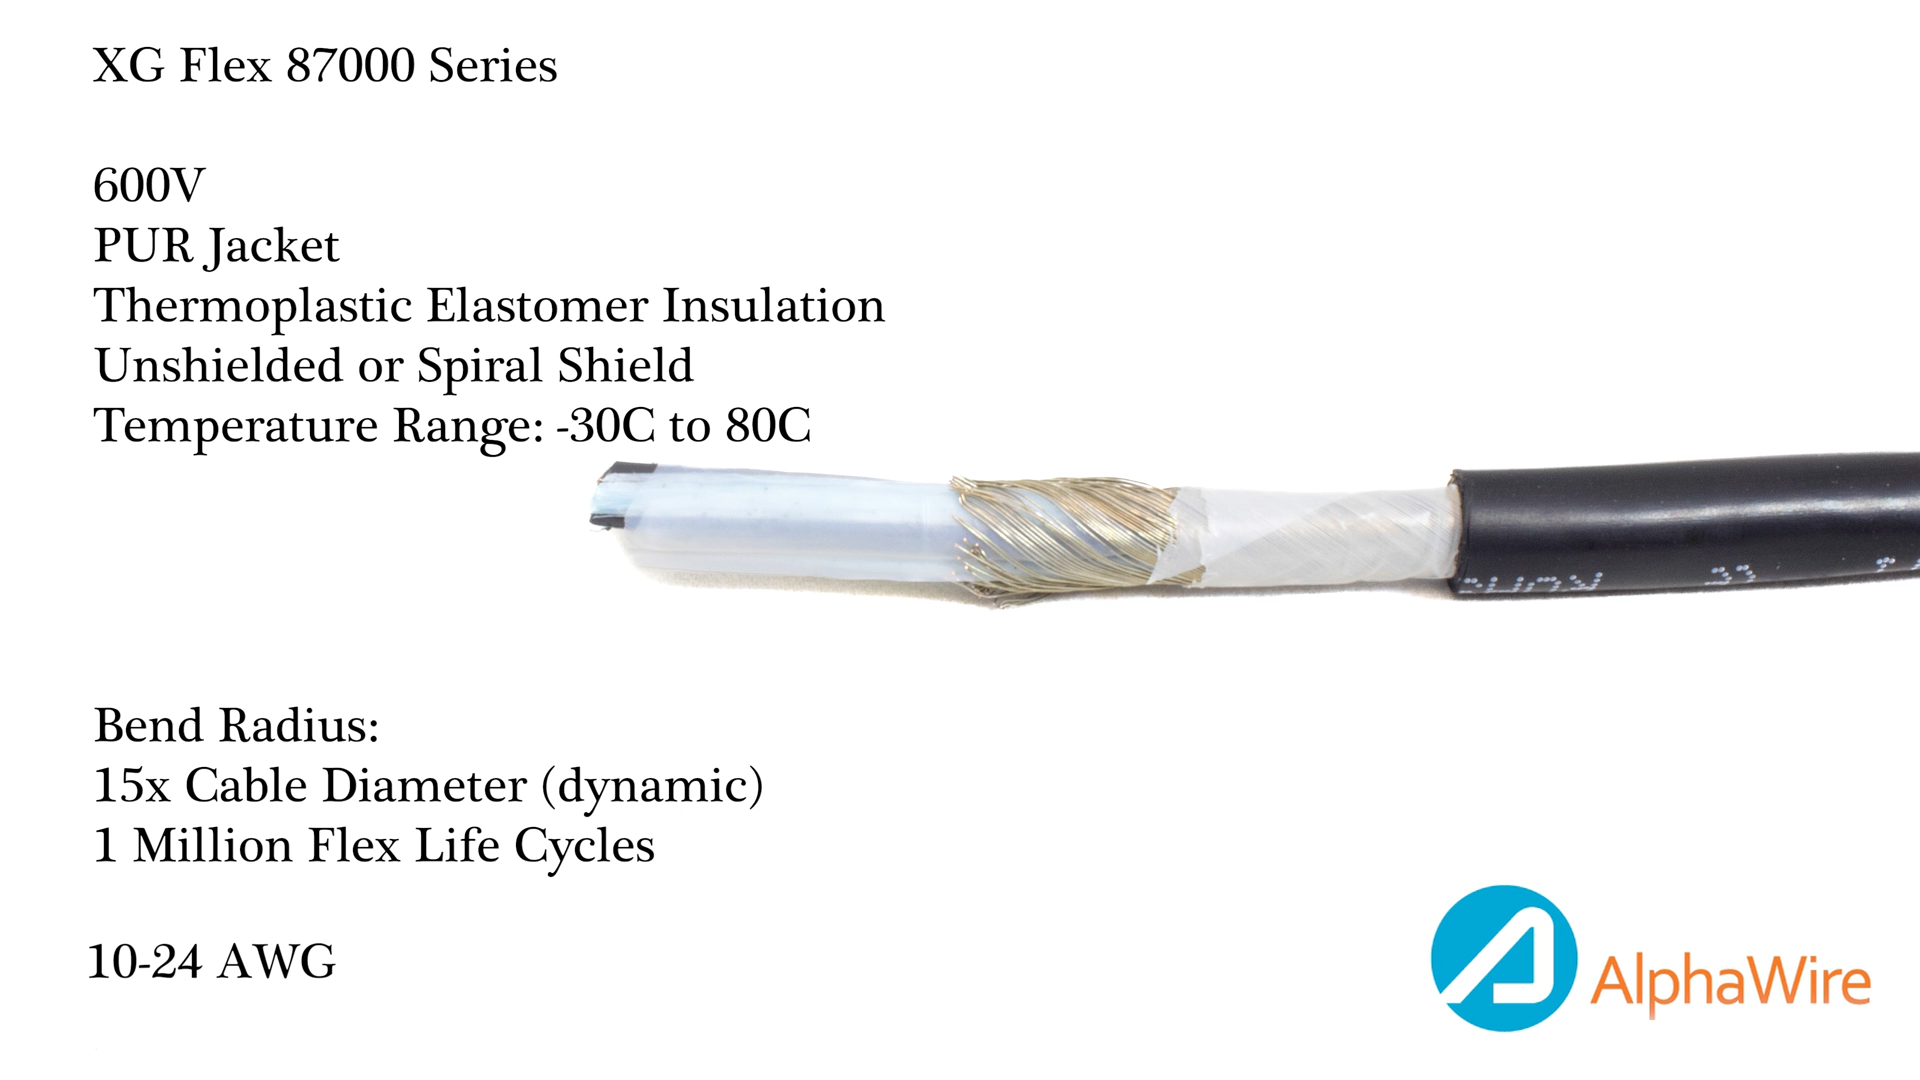 XG Flex 87000 Series
600V
PUR Jacket
Thermoplastic Elastomer Insulation
Unshielded or Spiral Shield
Temperature Range: -30C to 80C
Bend Radius:
15x Cable Diameter (dynamic)
1 Million Flex Life Cycles
10-24 AWG
AlphaWire